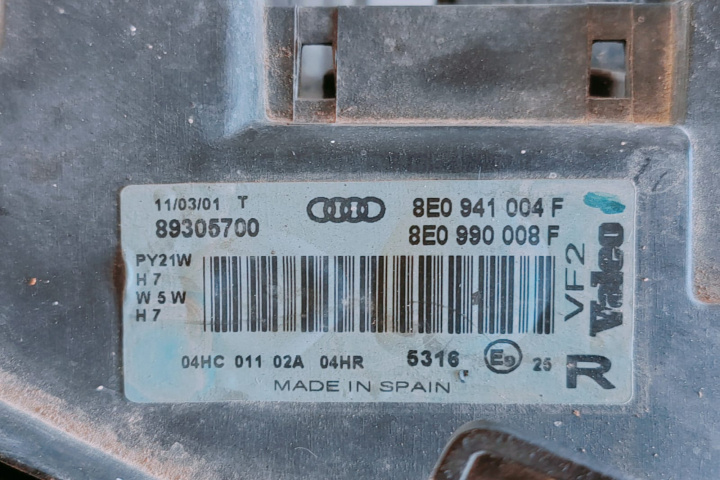 11/03/01 T
8E0 941 004 F
89305700
8E0 990 008 F
PY21W
H 7
W 5 W
H 7
VF2
Valeo
04HC 011 02A 04HR
5316
E9
25
R
MADE IN SPAIN